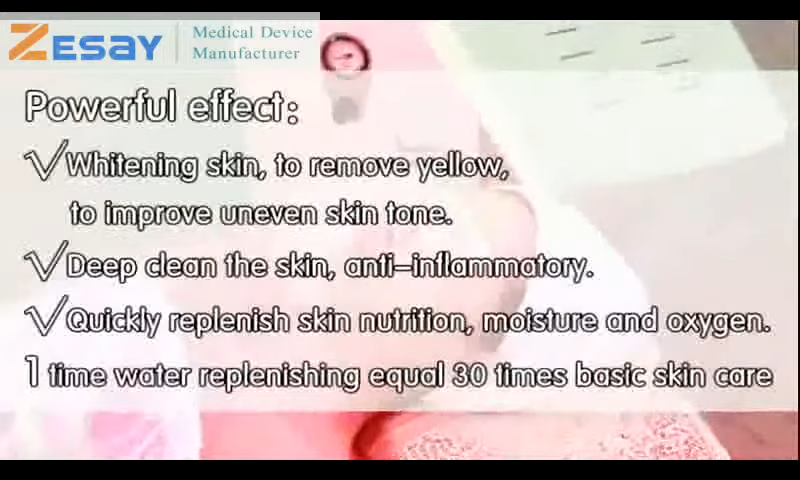 Zesay
Medical Device
Manufacturer
Powerful effect:
√Whitening skin, to remove yellow,
to improve uneven skin tone.
√Deep clean the skin, anti-inflammatory.
√Quickly replenish skin nutrition, moisture and oxygen.
1 time water replenishing equal 30 times basic skin care